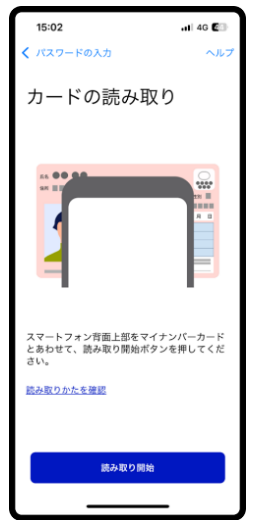 15:02 4G
パスワードの入力 ヘルプ
カードの読み取り
スマートフォン背面上部をマイナンバーカード
とあわせて、読み取り開始ボタンを押してくだ
さい。
読み取りかたを確認
読み取り開始